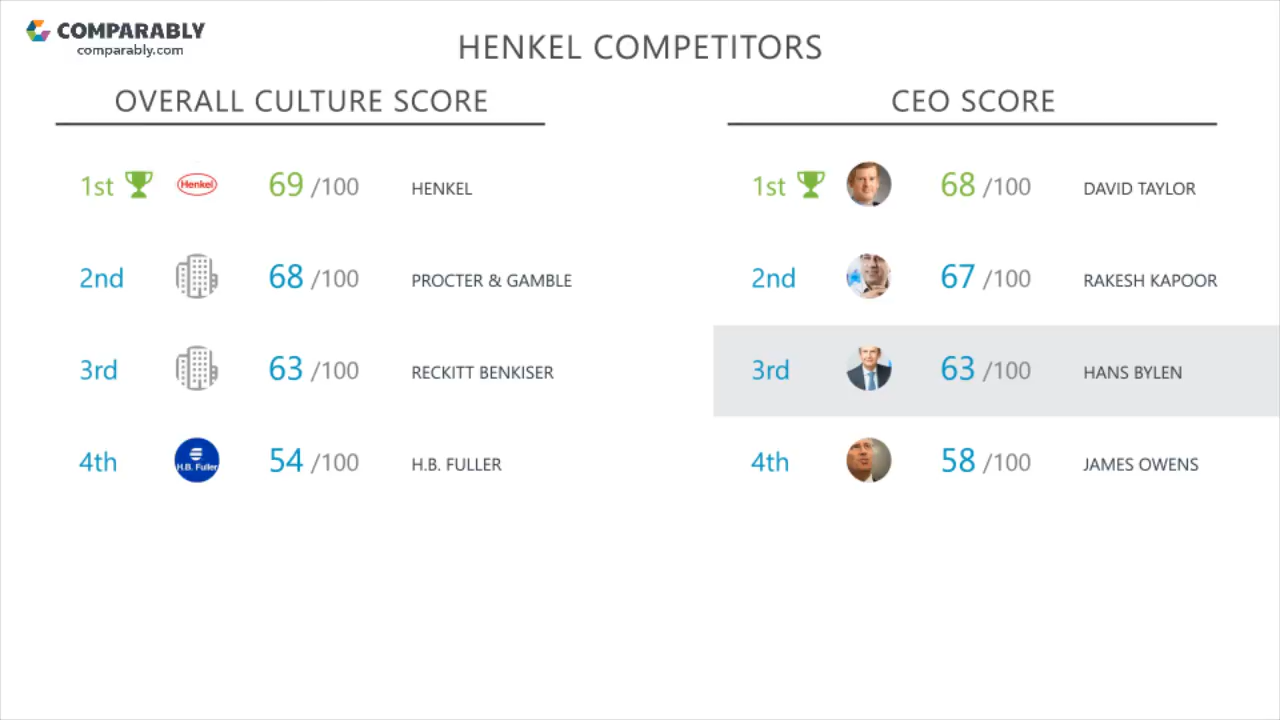 COMPARABLY
comparably.com
HENKEL COMPETITORS
OVERALL CULTURE SCORE
1st Henkel 69 /100 HENKEL
2nd 68 /100 PROCTER & GAMBLE
3rd 63 /100 RECKITT BENKISER
4th H.B. Fuller 54 /100 H.B. FULLER
CEO SCORE
1st 68 /100 DAVID TAYLOR
2nd 67 /100 RAKESH KAPOOR
3rd 63 /100 HANS BYLEN
4th 58 /100 JAMES OWENS